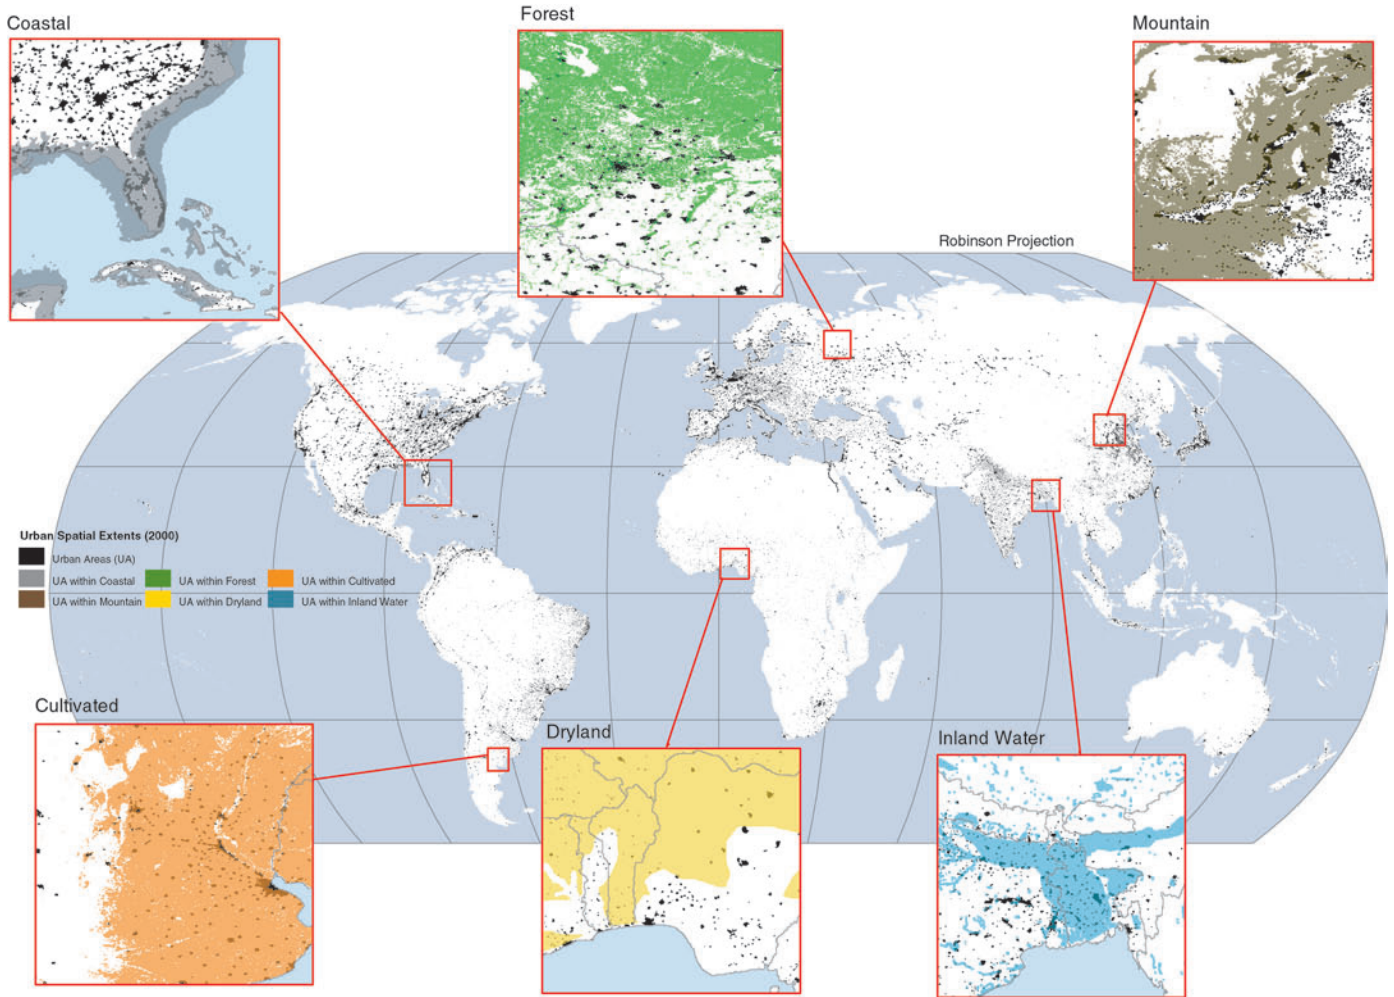 Coastal
Forest
Mountain
Robinson Projection
Urban Spatial Extents (2000)
Urban Areas (UA)
UA within Coastal UA within Forest UA within Cultivated
UA within Mountain UA within Dryland UA within Inland Water
Cultivated
Dryland
Inland Water